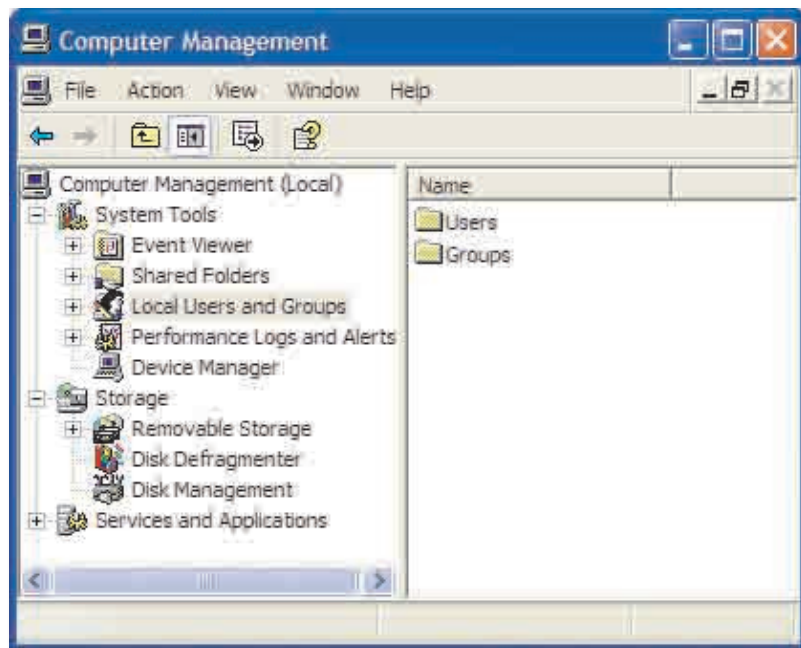 Computer Management
File Action View Window Help
Computer Management (Local)
System Tools
Event Viewer
Shared Folders
Local Users and Groups
Performance Logs and Alerts
Device Manager
Storage
Removable Storage
Disk Defragmenter
Disk Management
Services and Applications
Name
Users
Groups